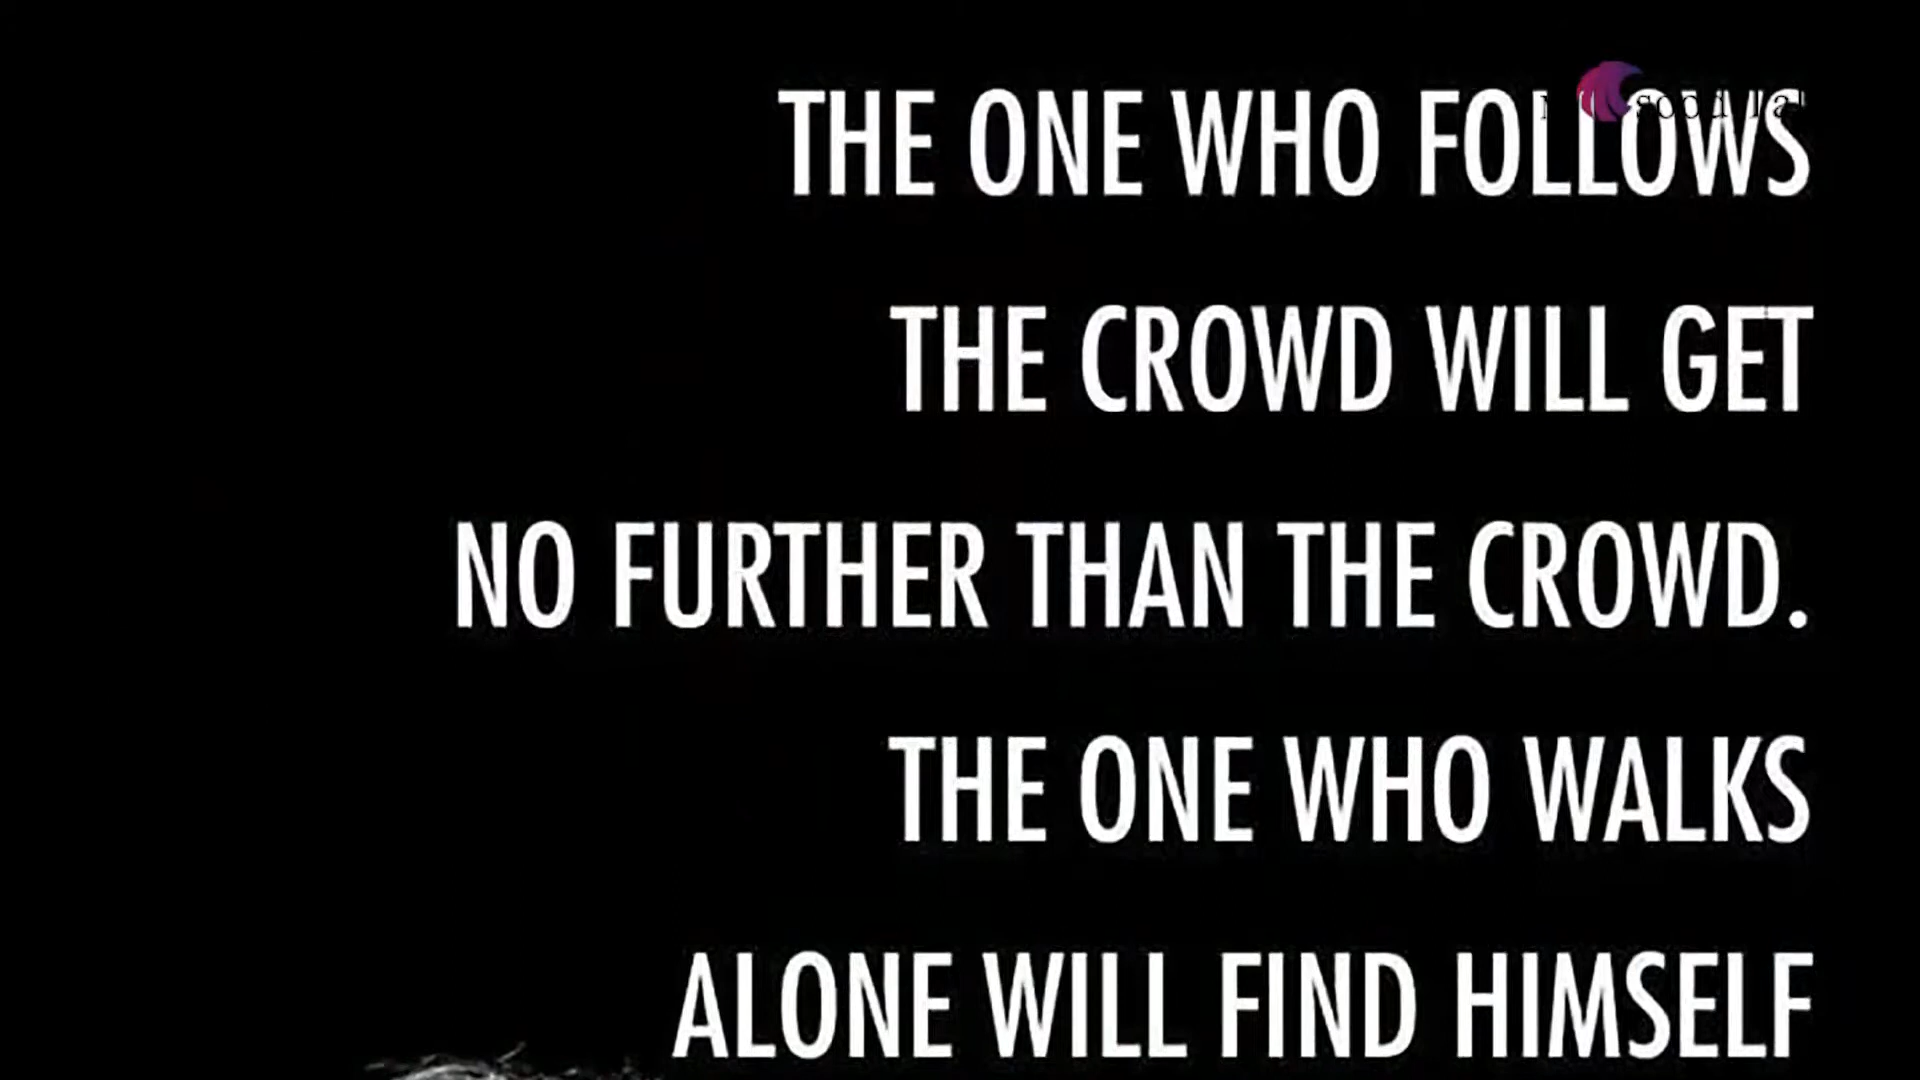 THE ONE WHO FOLLOWS
THE CROWD WILL GET
NO FURTHER THAN THE CROWD.
THE ONE WHO WALKS
ALONE WILL FIND HIMSELF